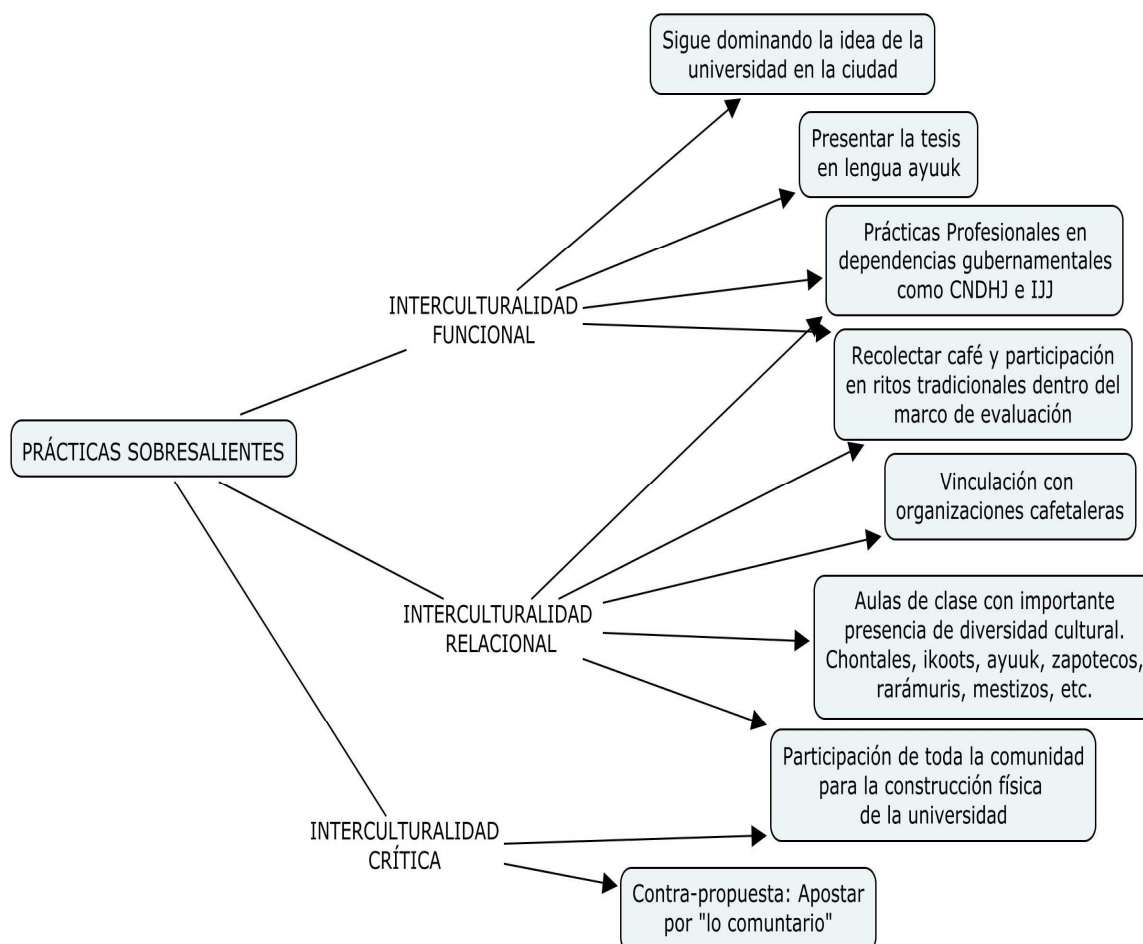 Sigue dominando la idea de la
universidad en la ciudad
Presentar la tesis
en lengua ayuuk
Prácticas Profesionales en
dependencias gubernamentales
como CNDHJ e IJJ
INTERCULTURALIDAD
FUNCIONAL
Recolectar café y participación
en ritos tradicionales dentro del
marco de evaluación
PRÁCTICAS SOBRESALIENTES
Vinculación con
organizaciones cafetaleras
INTERCULTURALIDAD
RELACIONAL
Aulas de clase con importante
presencia de diversidad cultural.
Chontales, ikoots, ayuuk, zapotecos,
rarámuris, mestizos, etc.
Participación de toda la comunidad
para la construcción física
de la universidad
INTERCULTURALIDAD
CRÍTICA
Contra-propuesta: Apostar
por "lo comuntario"